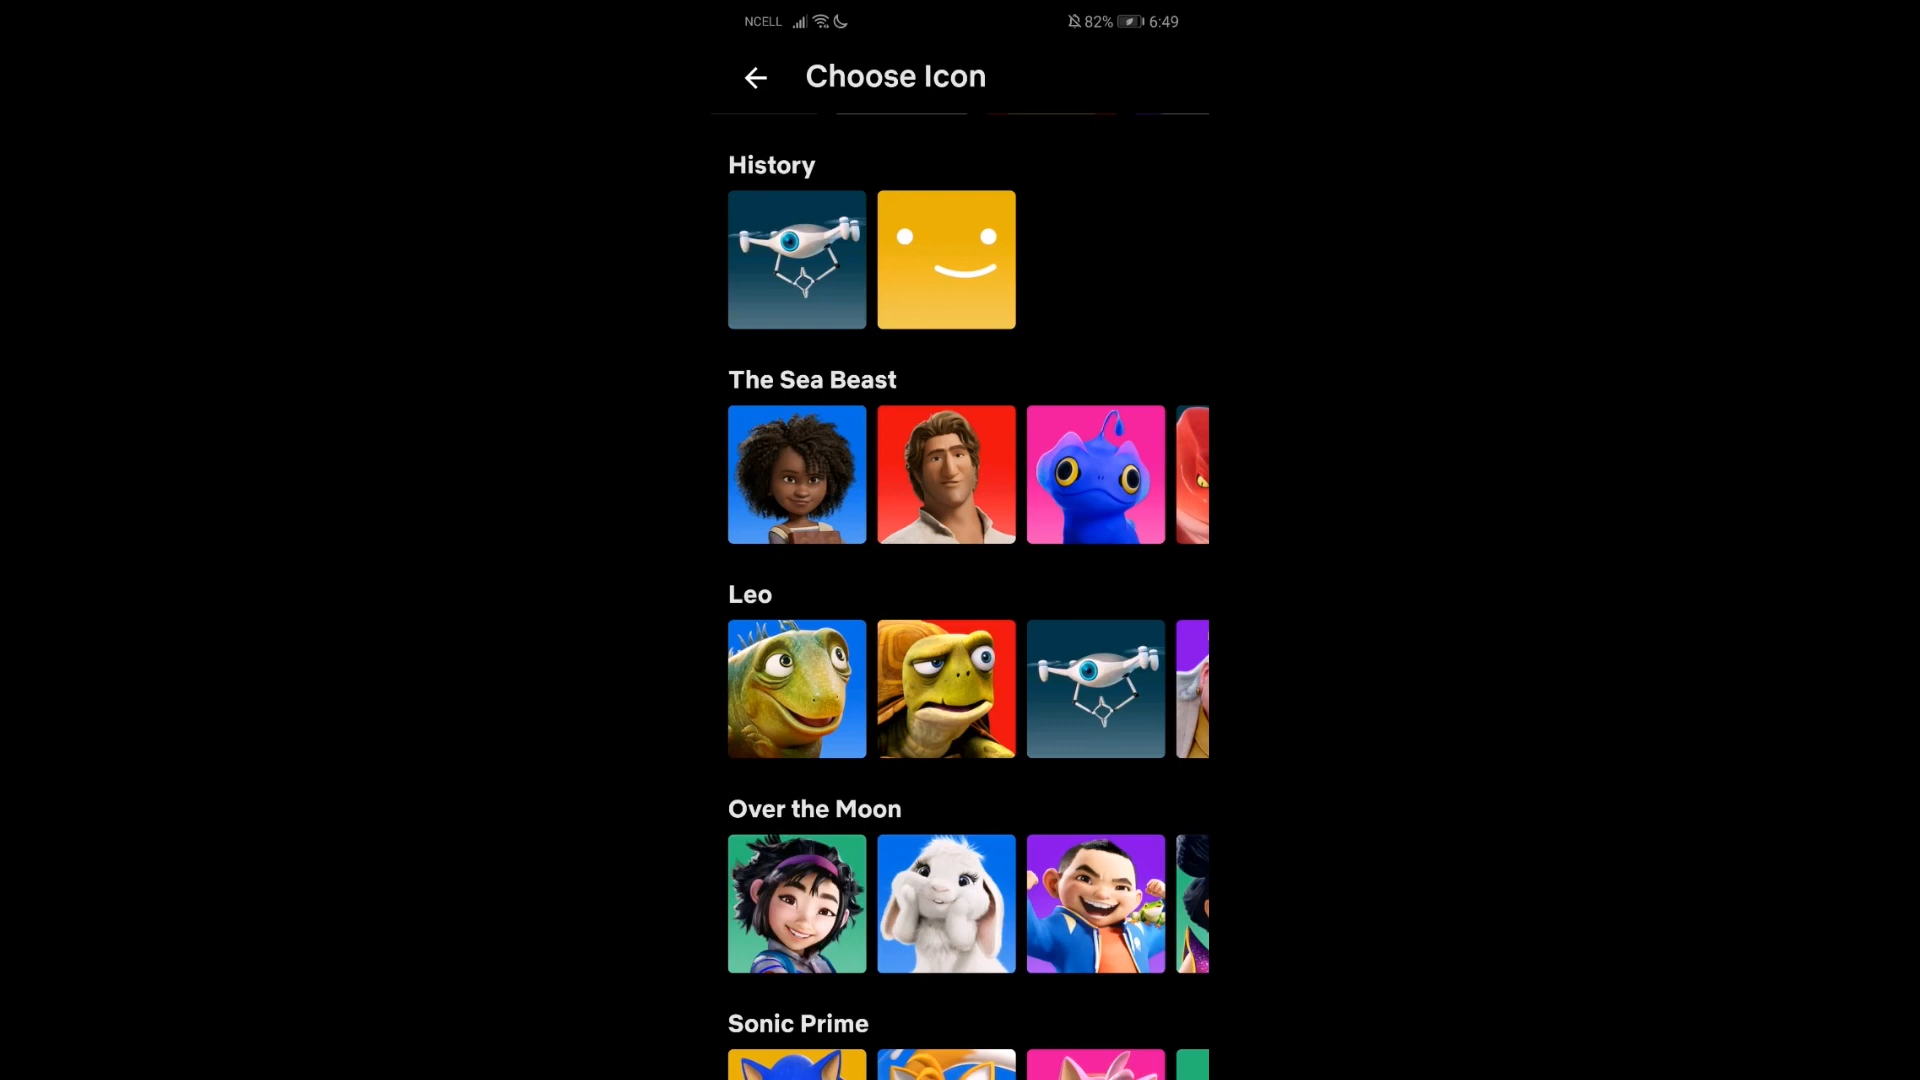 NCELL 82% 6:49
Choose Icon
History
The Sea Beast
Leo
Over the Moon
Sonic Prime